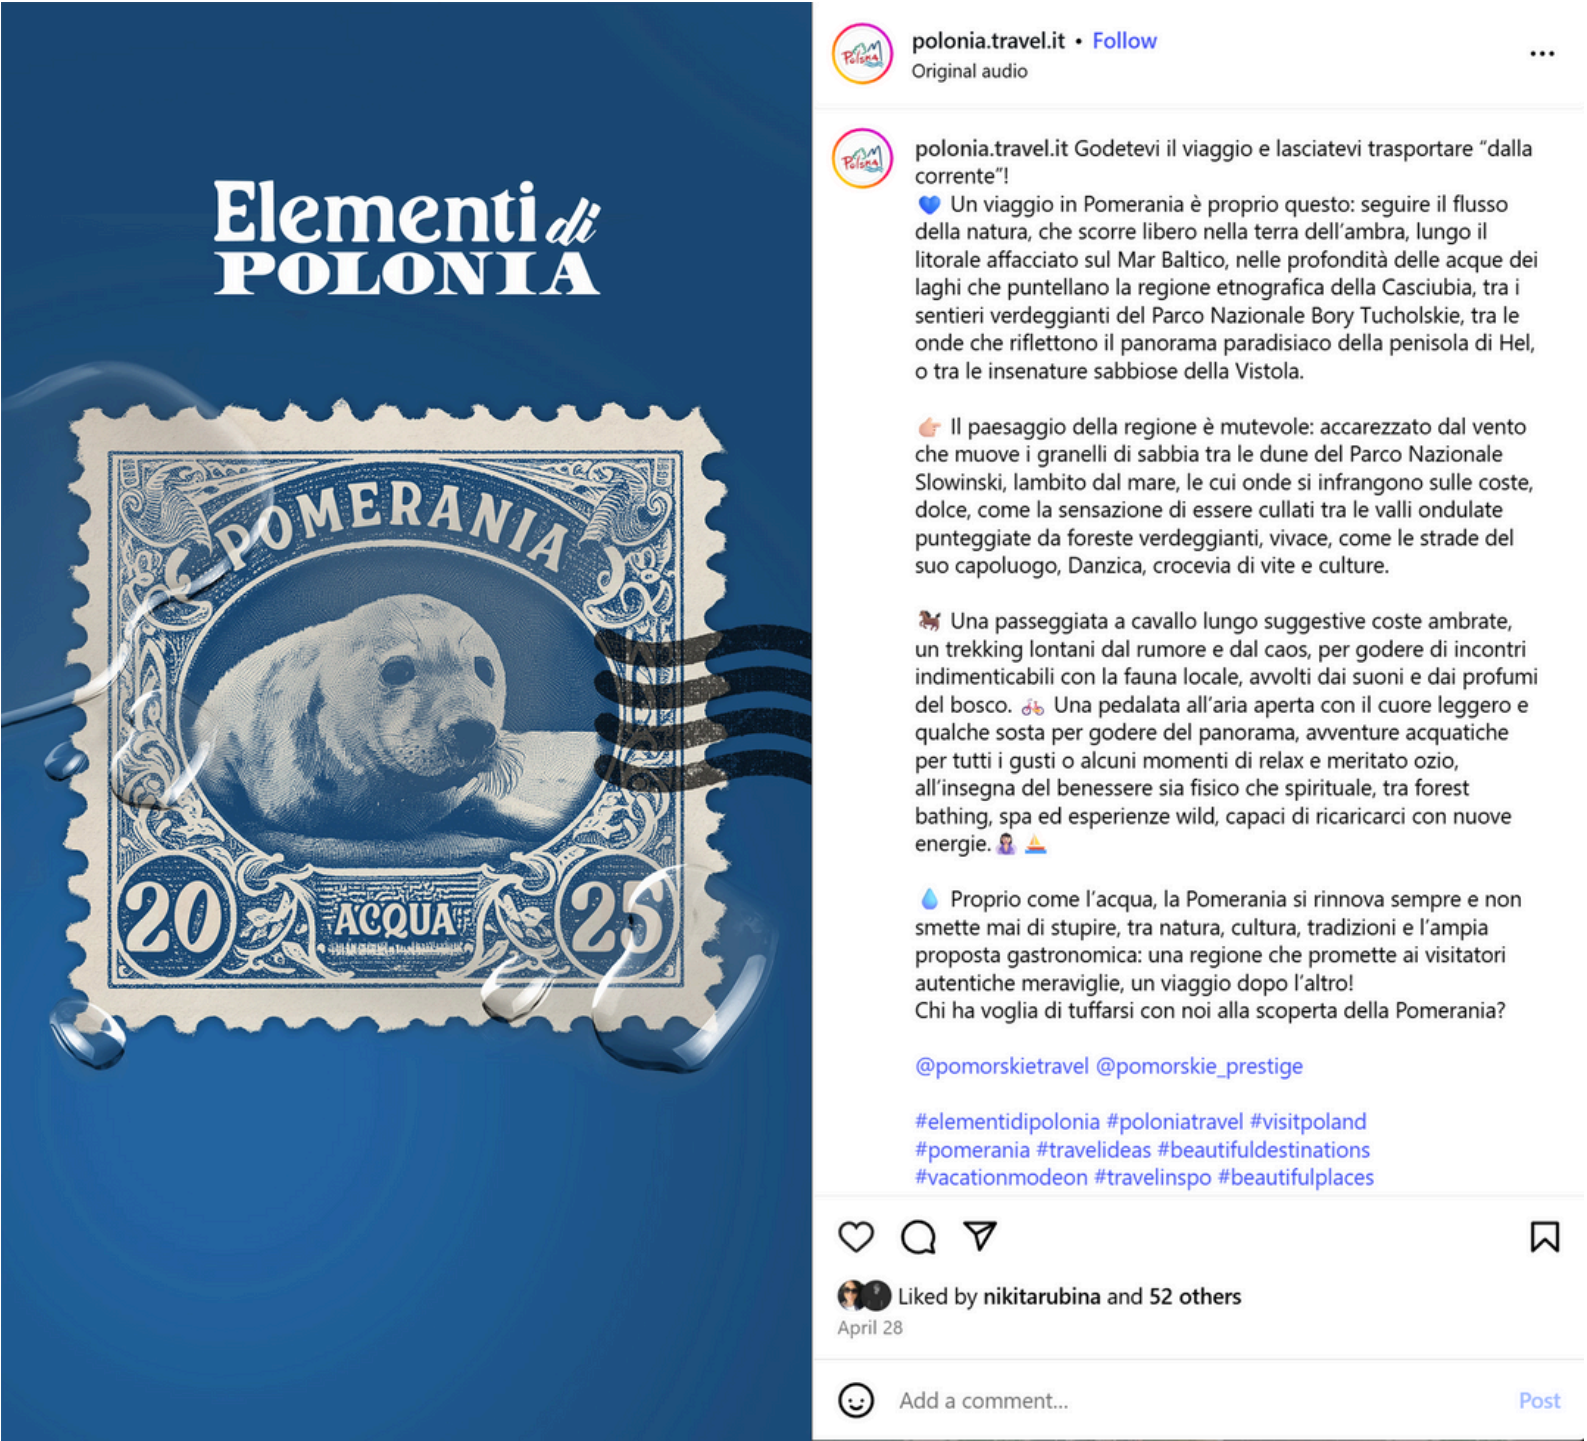 Elementi di
POLONIA
POMERANIA
20 ACQUA 25
Polska
polonia.travel.it • Follow
Original audio
Polska
polonia.travel.it Godetevi il viaggio e lasciatevi trasportare “dalla
corrente”!
💙 Un viaggio in Pomerania è proprio questo: seguire il flusso
della natura, che scorre libero nella terra dell’ambra, lungo il
litorale affacciato sul Mar Baltico, nelle profondità delle acque dei
laghi che puntellano la regione etnografica della Casciubia, tra i
sentieri verdeggianti del Parco Nazionale Bory Tucholskie, tra le
onde che riflettono il panorama paradisiaco della penisola di Hel,
o tra le insenature sabbiose della Vistola.
👉 Il paesaggio della regione è mutevole: accarezzato dal vento
che muove i granelli di sabbia tra le dune del Parco Nazionale
Slowinski, lambito dal mare, le cui onde si infrangono sulle coste,
dolce, come la sensazione di essere cullati tra le valli ondulate
punteggiate da foreste verdeggianti, vivace, come le strade del
suo capoluogo, Danzica, crocevia di vite e culture.
🐎 Una passeggiata a cavallo lungo suggestive coste ambrate,
un trekking lontani dal rumore e dal caos, per godere di incontri
indimenticabili con la fauna locale, avvolti dai suoni e dai profumi
del bosco. 🚲 Una pedalata all’aria aperta con il cuore leggero e
qualche sosta per godere del panorama, avventure acquatiche
per tutti i gusti o alcuni momenti di relax e meritato ozio,
all’insegna del benessere sia fisico che spirituale, tra forest
bathing, spa ed esperienze wild, capaci di ricaricarci con nuove
energie.🧖🏻‍♀️ ⛵
💧 Proprio come l’acqua, la Pomerania si rinnova sempre e non
smette mai di stupire, tra natura, cultura, tradizioni e l’ampia
proposta gastronomica: una regione che promette ai visitatori
autentiche meraviglie, un viaggio dopo l’altro!
Chi ha voglia di tuffarsi con noi alla scoperta della Pomerania?
@pomorskietravel @pomorskie_prestige
#elementidipolonia #poloniatravel #visitpoland
#pomerania #travelideas #beautifuldestinations
#vacationmodeon #travelinspo #beautifulplaces
Liked by nikitarubina and 52 others
April 28
Add a comment...
Post